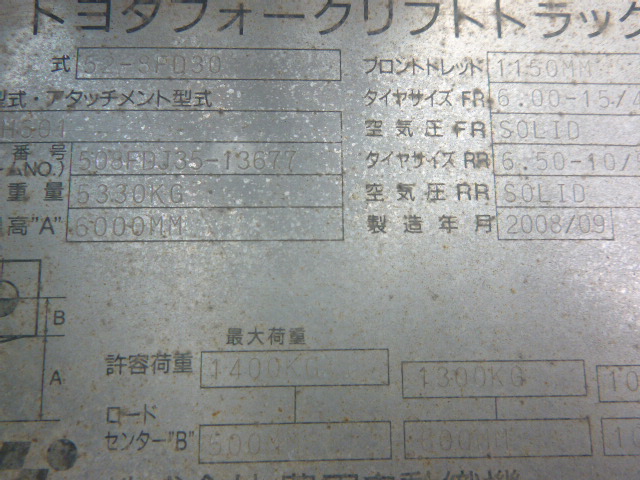 トヨタフォークリフトトラック
式 52-8FD30 フロントトレッド 1150MM
型式・アタッチメント型式 タイヤサイズ FR 6.00-15/
空気圧 FR SOLID
番号 508FDJ35-13677 タイヤサイズ RR 6.50-10/
ムNO.)
重量 5330KG 空気圧 RR SOLID
高"A" 6000MM 製造年月 2008/09
B
最大荷重
A 許容荷重 1400KG 1300KG 10
ロード
センター"B"